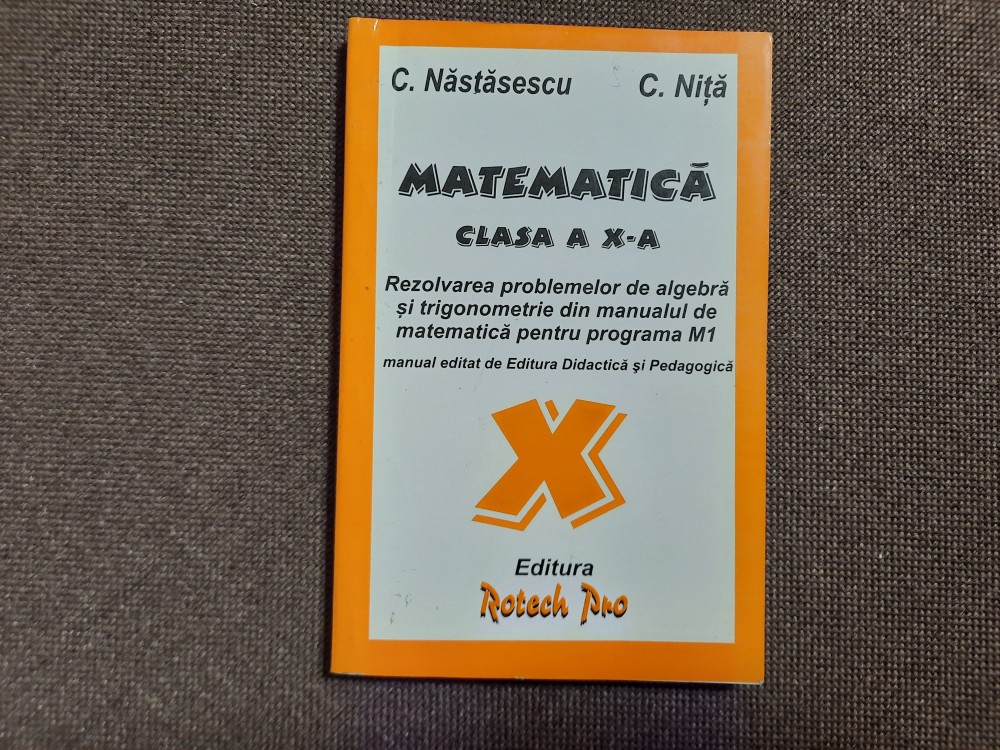 C. Năstăsescu C. Niță
MATEMATICĂ
CLASA A X-A
Rezolvarea problemelor de algebră
și trigonometrie din manualul de
matematică pentru programa M1
manual editat de Editura Didactică şi Pedagogică
X
Editura
Rotech Pro